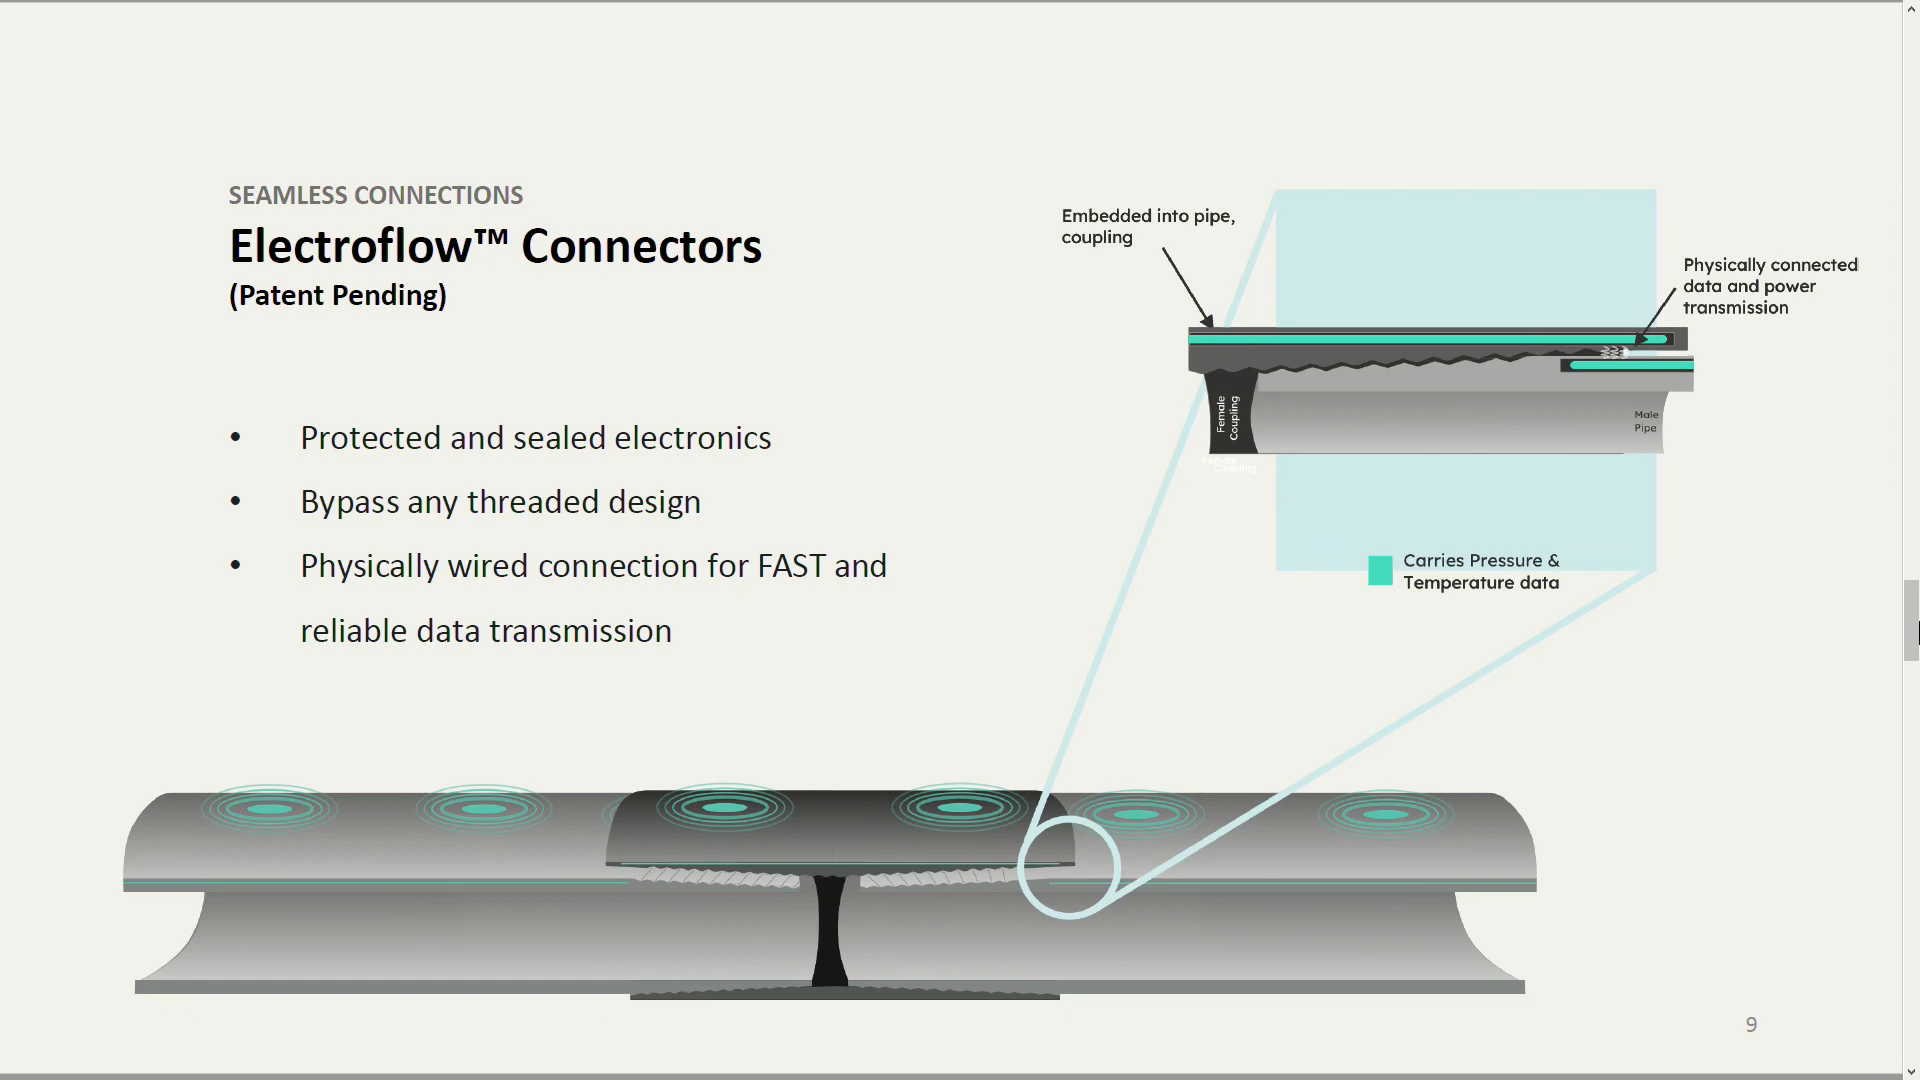 SEAMLESS CONNECTIONS
Electroflow™ Connectors
(Patent Pending)
• Protected and sealed electronics
• Bypass any threaded design
• Physically wired connection for FAST and
reliable data transmission
Embedded into pipe,
coupling
Physically connected
data and power
transmission
Female
Coupling
Male
Pipe
Female
Coupling
Carries Pressure &
Temperature data
9